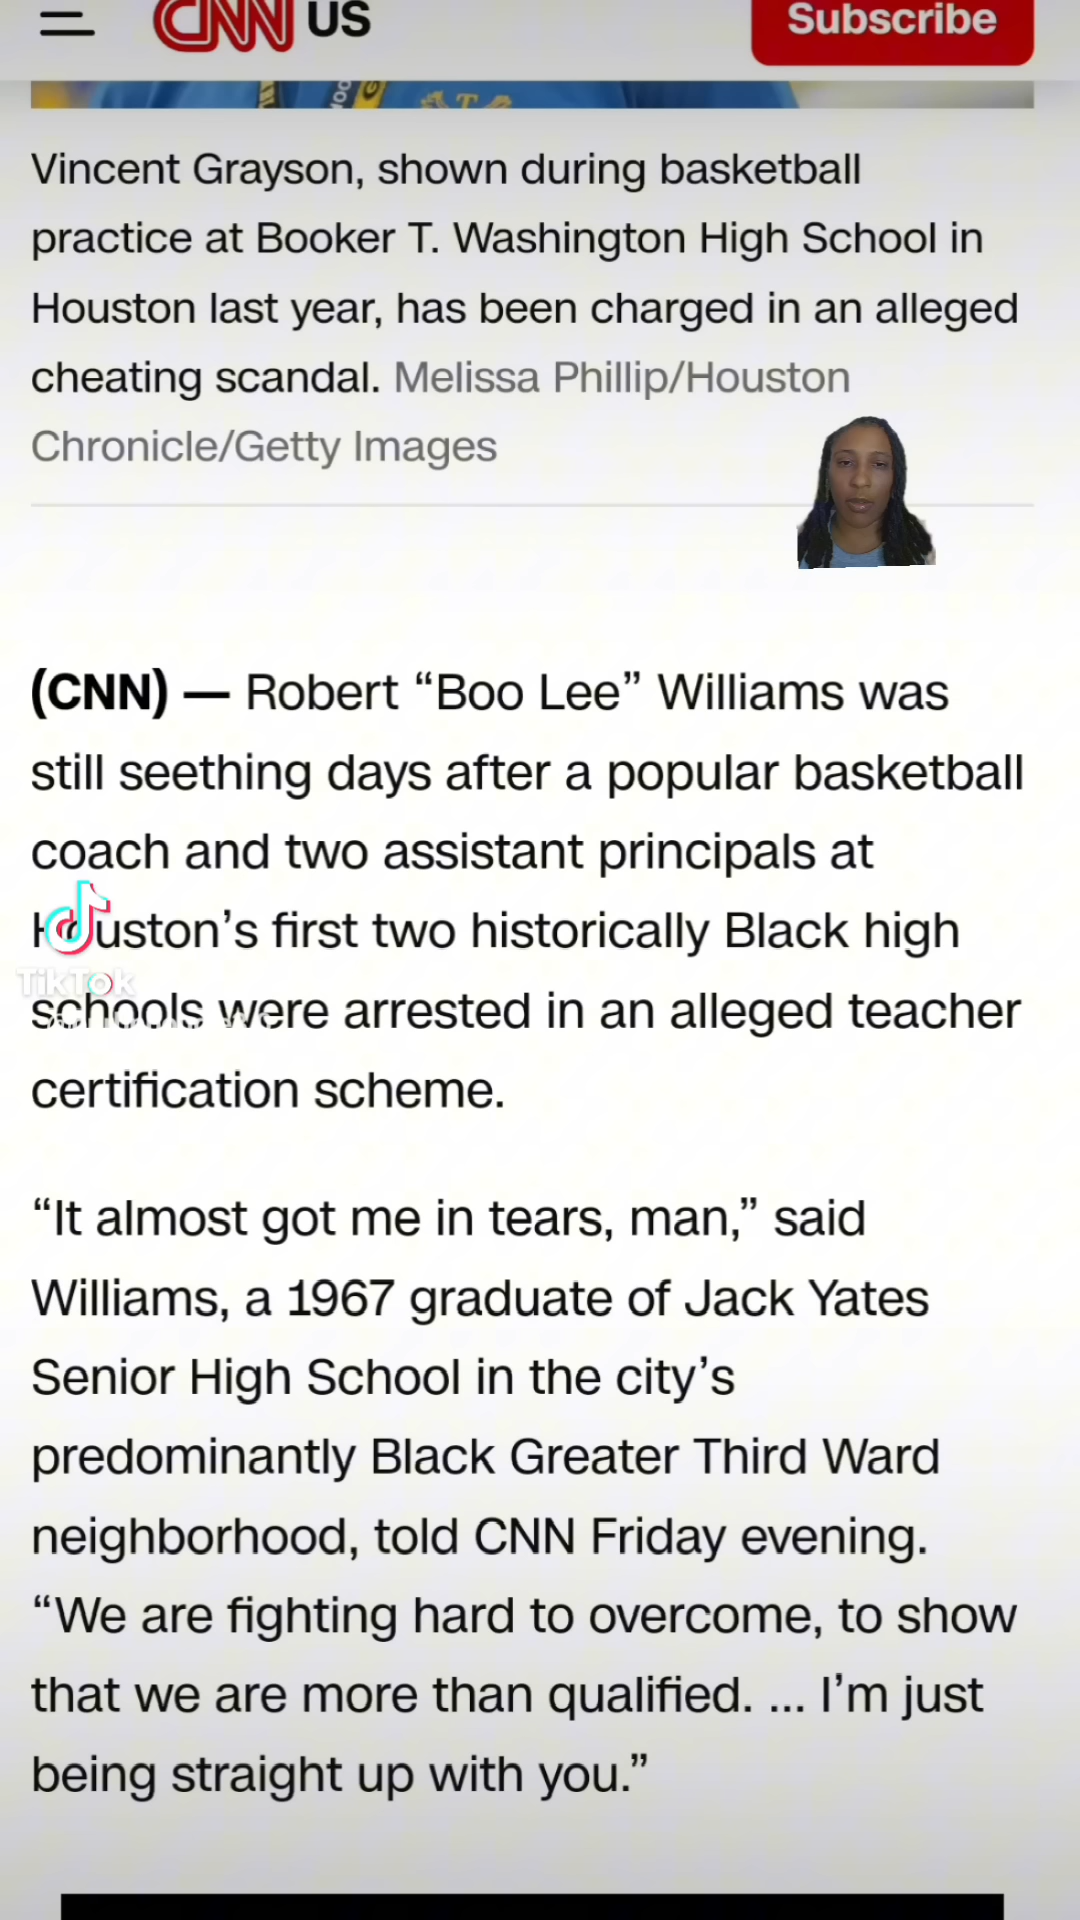 CNN US
Subscribe
Vincent Grayson, shown during basketball
practice at Booker T. Washington High School in
Houston last year, has been charged in an alleged
cheating scandal. Melissa Phillip/Houston
Chronicle/Getty Images
(CNN) — Robert “Boo Lee” Williams was
still seething days after a popular basketball
coach and two assistant principals at
Houston’s first two historically Black high
schools were arrested in an alleged teacher
certification scheme.
TikTok
“It almost got me in tears, man,” said
Williams, a 1967 graduate of Jack Yates
Senior High School in the city’s
predominantly Black Greater Third Ward
neighborhood, told CNN Friday evening.
“We are fighting hard to overcome, to show
that we are more than qualified. ... I’m just
being straight up with you.”